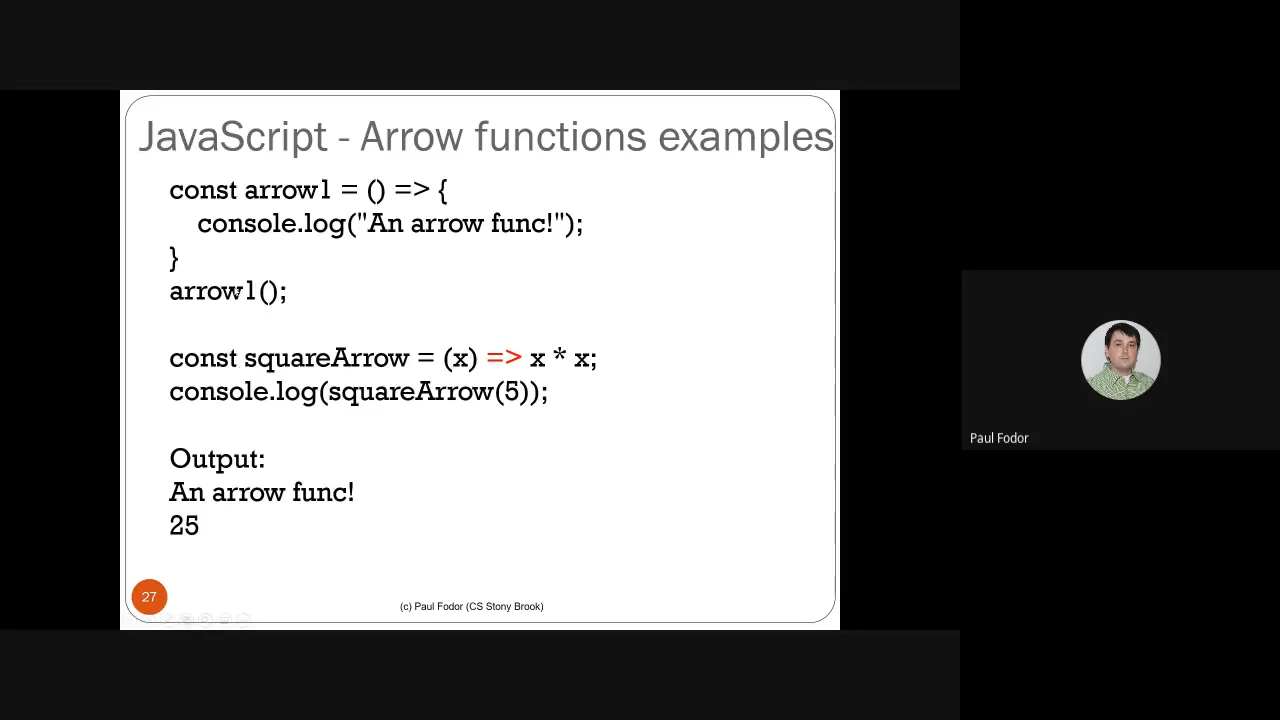 JavaScript - Arrow functions examples
const arrow1 = () => {
console.log("An arrow func!");
}
arrow1();
const squareArrow = (x) => x * x;
console.log(squareArrow(5));
Output:
An arrow func!
25
27
(c) Paul Fodor (CS Stony Brook)
Paul Fodor